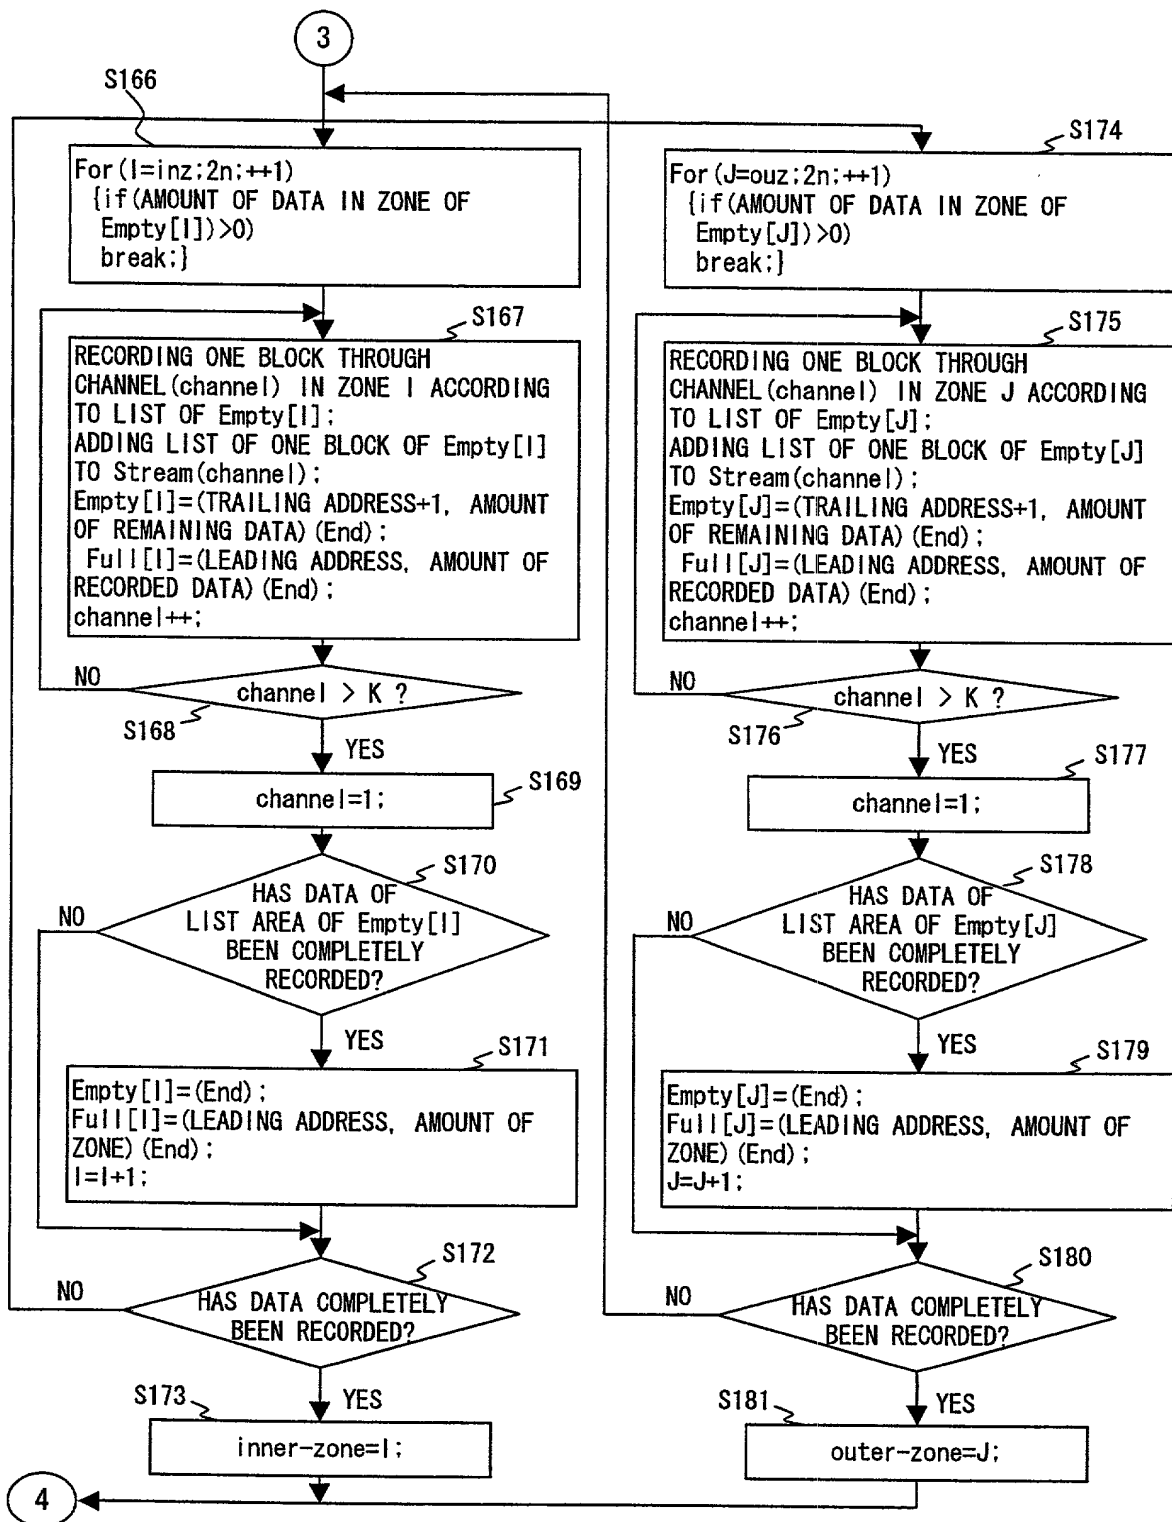 3
S166
For(I=inz;2n;++1)
{if(AMOUNT OF DATA IN ZONE OF
Empty[I])>0)
break;}
S167
RECORDING ONE BLOCK THROUGH
CHANNEL(channel) IN ZONE I ACCORDING
TO LIST OF Empty[I];
ADDING LIST OF ONE BLOCK OF Empty[I]
TO Stream(channel);
Empty[I]=(TRAILING ADDRESS+1, AMOUNT
OF REMAINING DATA)(End);
Full[I]=(LEADING ADDRESS, AMOUNT OF
RECORDED DATA)(End);
channel++;
NO
channel > K ?
S168
YES
S169
channel=1;
S170
NO
HAS DATA OF
LIST AREA OF Empty[I]
BEEN COMPLETELY
RECORDED?
YES
S171
Empty[I]=(End);
Full[I]=(LEADING ADDRESS, AMOUNT OF
ZONE)(End);
I=I+1;
S172
NO
HAS DATA COMPLETELY
BEEN RECORDED?
YES
S173
inner-zone=I;
4
S174
For(J=ouz;2n;++1)
{if(AMOUNT OF DATA IN ZONE OF
Empty[J])>0)
break;}
S175
RECORDING ONE BLOCK THROUGH
CHANNEL(channel) IN ZONE J ACCORDING
TO LIST OF Empty[J];
ADDING LIST OF ONE BLOCK OF Empty[J]
TO Stream(channel);
Empty[J]=(TRAILING ADDRESS+1, AMOUNT
OF REMAINING DATA)(End);
Full[J]=(LEADING ADDRESS, AMOUNT OF
RECORDED DATA)(End);
channel++;
NO
channel > K ?
S176
YES
S177
channel=1;
S178
NO
HAS DATA OF
LIST AREA OF Empty[J]
BEEN COMPLETELY
RECORDED?
YES
S179
Empty[J]=(End);
Full[J]=(LEADING ADDRESS, AMOUNT OF
ZONE)(End);
J=J+1;
S180
NO
HAS DATA COMPLETELY
BEEN RECORDED?
YES
S181
outer-zone=J;